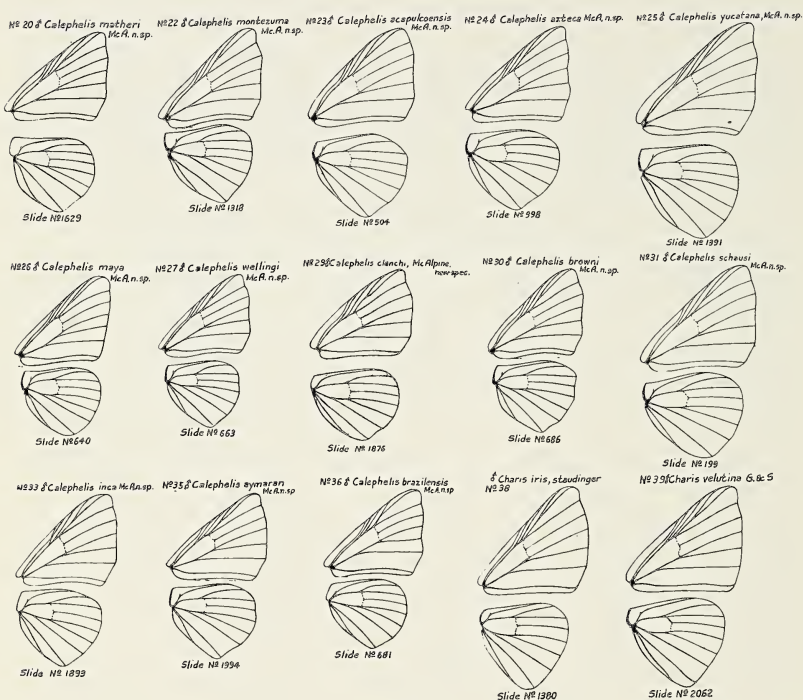 No 20 ♂ Calephelis matheri
McA. n. sp.
Slide No 1629
No 22 ♂ Calephelis montezuma
McA. n. sp.
Slide No 1318
No 23 ♂ Calephelis acapulcoensis
McA. n. sp.
Slide No 504
No 24 ♂ Calephelis azteca McA. n. sp.
Slide No 998
No 25 ♂ Calephelis yucatana, McA. n. sp.
Slide No 1391
No 26 ♂ Calephelis maya
McA. n. sp.
Slide No 640
No 27 ♂ Calephelis wellingi
McA. n. sp.
Slide No 663
No 29 ♂ Calephelis clenchi, McAlpine,
new spec.
Slide No 1876
No 30 ♂ Calephelis browni
McA. n. sp.
Slide No 686
No 31 ♂ Calephelis schausi
McA. n. sp.
Slide No 199
No 33 ♂ Calephelis inca McA. n. sp.
Slide No 1899
No 35 ♂ Calephelis aymaran
McA. n. sp
Slide No 1994
No 36 ♂ Calephelis brazilensis
McA. n. sp
Slide No 681
♂ Charis iris, staudinger
No 38
Slide No 1380
No 39 ♂ Charis velutina G. & S
Slide No 2062